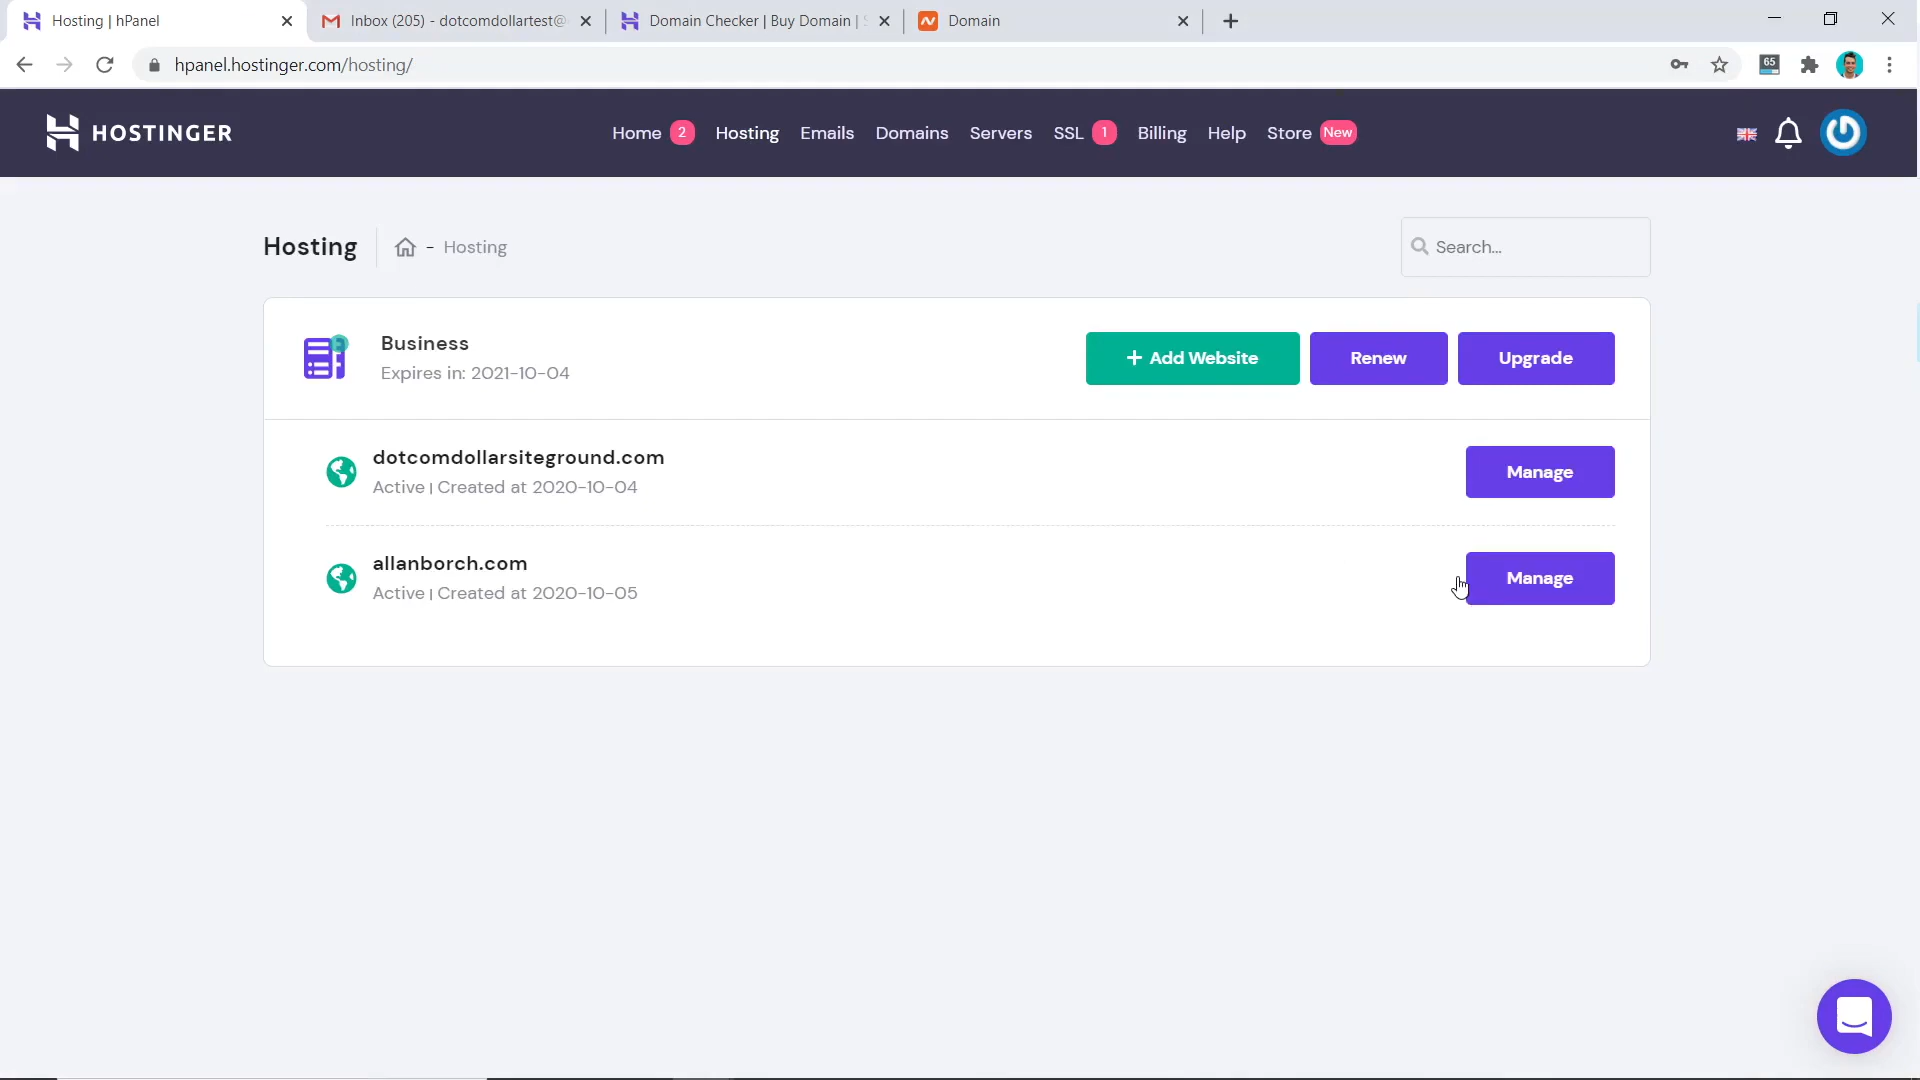 Hosting | hPanel
Inbox (205) - dotcomdollartest@
Domain Checker | Buy Domain |
Domain
hpanel.hostinger.com/hosting/
65
HOSTINGER
Home 2 Hosting Emails Domains Servers SSL 1 Billing Help Store New
Hosting
- Hosting
Search...
Business
Expires in: 2021-10-04
+ Add Website
Renew
Upgrade
dotcomdollarsiteground.com
Active | Created at 2020-10-04
Manage
allanborch.com
Active | Created at 2020-10-05
Manage